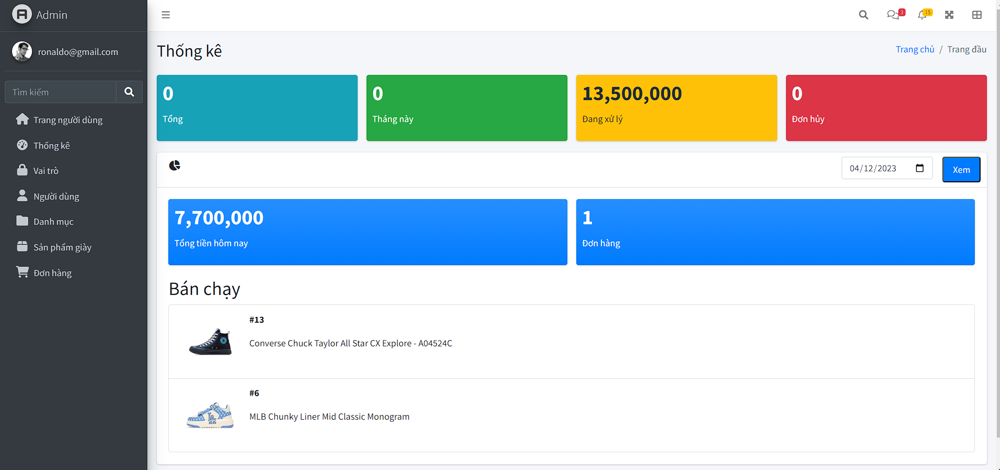 Admin
3
15
ronaldo@gmail.com
Thống kê
Trang chủ / Trang đầu
Tìm kiếm
Trang người dùng
Thống kê
Vai trò
Người dùng
Danh mục
Sản phẩm giày
Đơn hàng
0
Tổng
0
Tháng này
13,500,000
Đang xử lý
0
Đơn hủy
04/12/2023
Xem
7,700,000
Tổng tiền hôm nay
1
Đơn hàng
Bán chạy
#13
Converse Chuck Taylor All Star CX Explore - A04524C
#6
MLB Chunky Liner Mid Classic Monogram